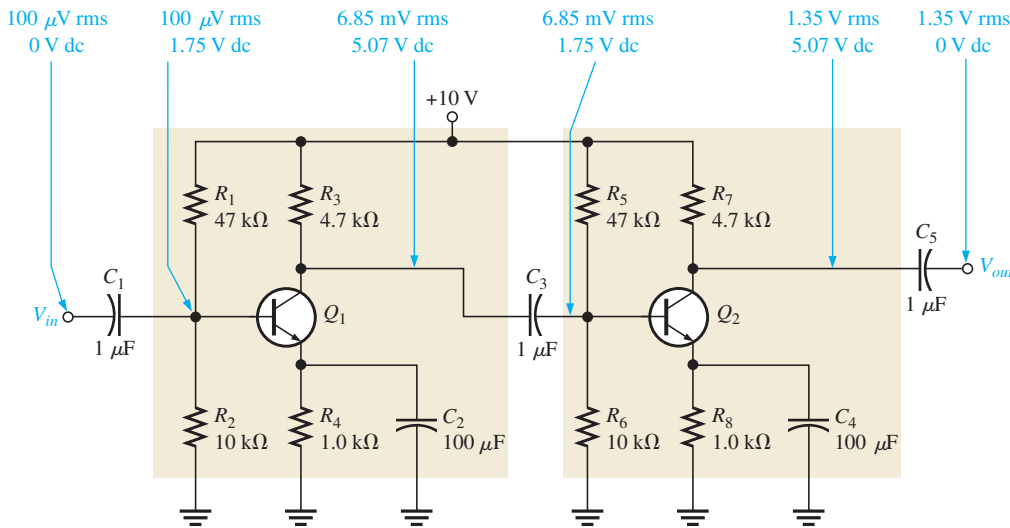 100 μV rms
0 V dc
100 μV rms
1.75 V dc
6.85 mV rms
5.07 V dc
6.85 mV rms
1.75 V dc
1.35 V rms
5.07 V dc
1.35 V rms
0 V dc
+10 V
R1
47 kΩ
R3
4.7 kΩ
R5
47 kΩ
R7
4.7 kΩ
C1
1 μF
Vin
Q1
C3
1 μF
Q2
C5
1 μF
Vout
R2
10 kΩ
R4
1.0 kΩ
C2
100 μF
R6
10 kΩ
R8
1.0 kΩ
C4
100 μF